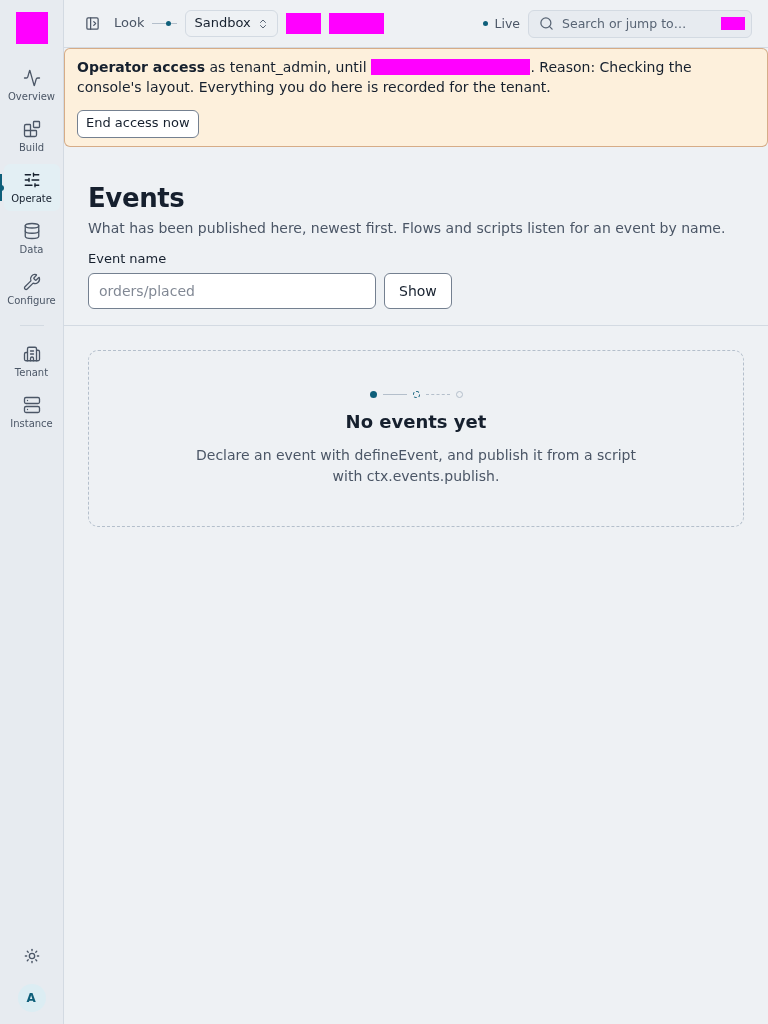 Look
Sandbox
Live
Search or jump to…
Overview
Build
Operate
Data
Configure
Tenant
Instance
A
Operator access as tenant_admin, until . Reason: Checking the
console's layout. Everything you do here is recorded for the tenant.
End access now
Events
What has been published here, newest first. Flows and scripts listen for an event by name.
Event name
orders/placed
Show
No events yet
Declare an event with defineEvent, and publish it from a script
with ctx.events.publish.